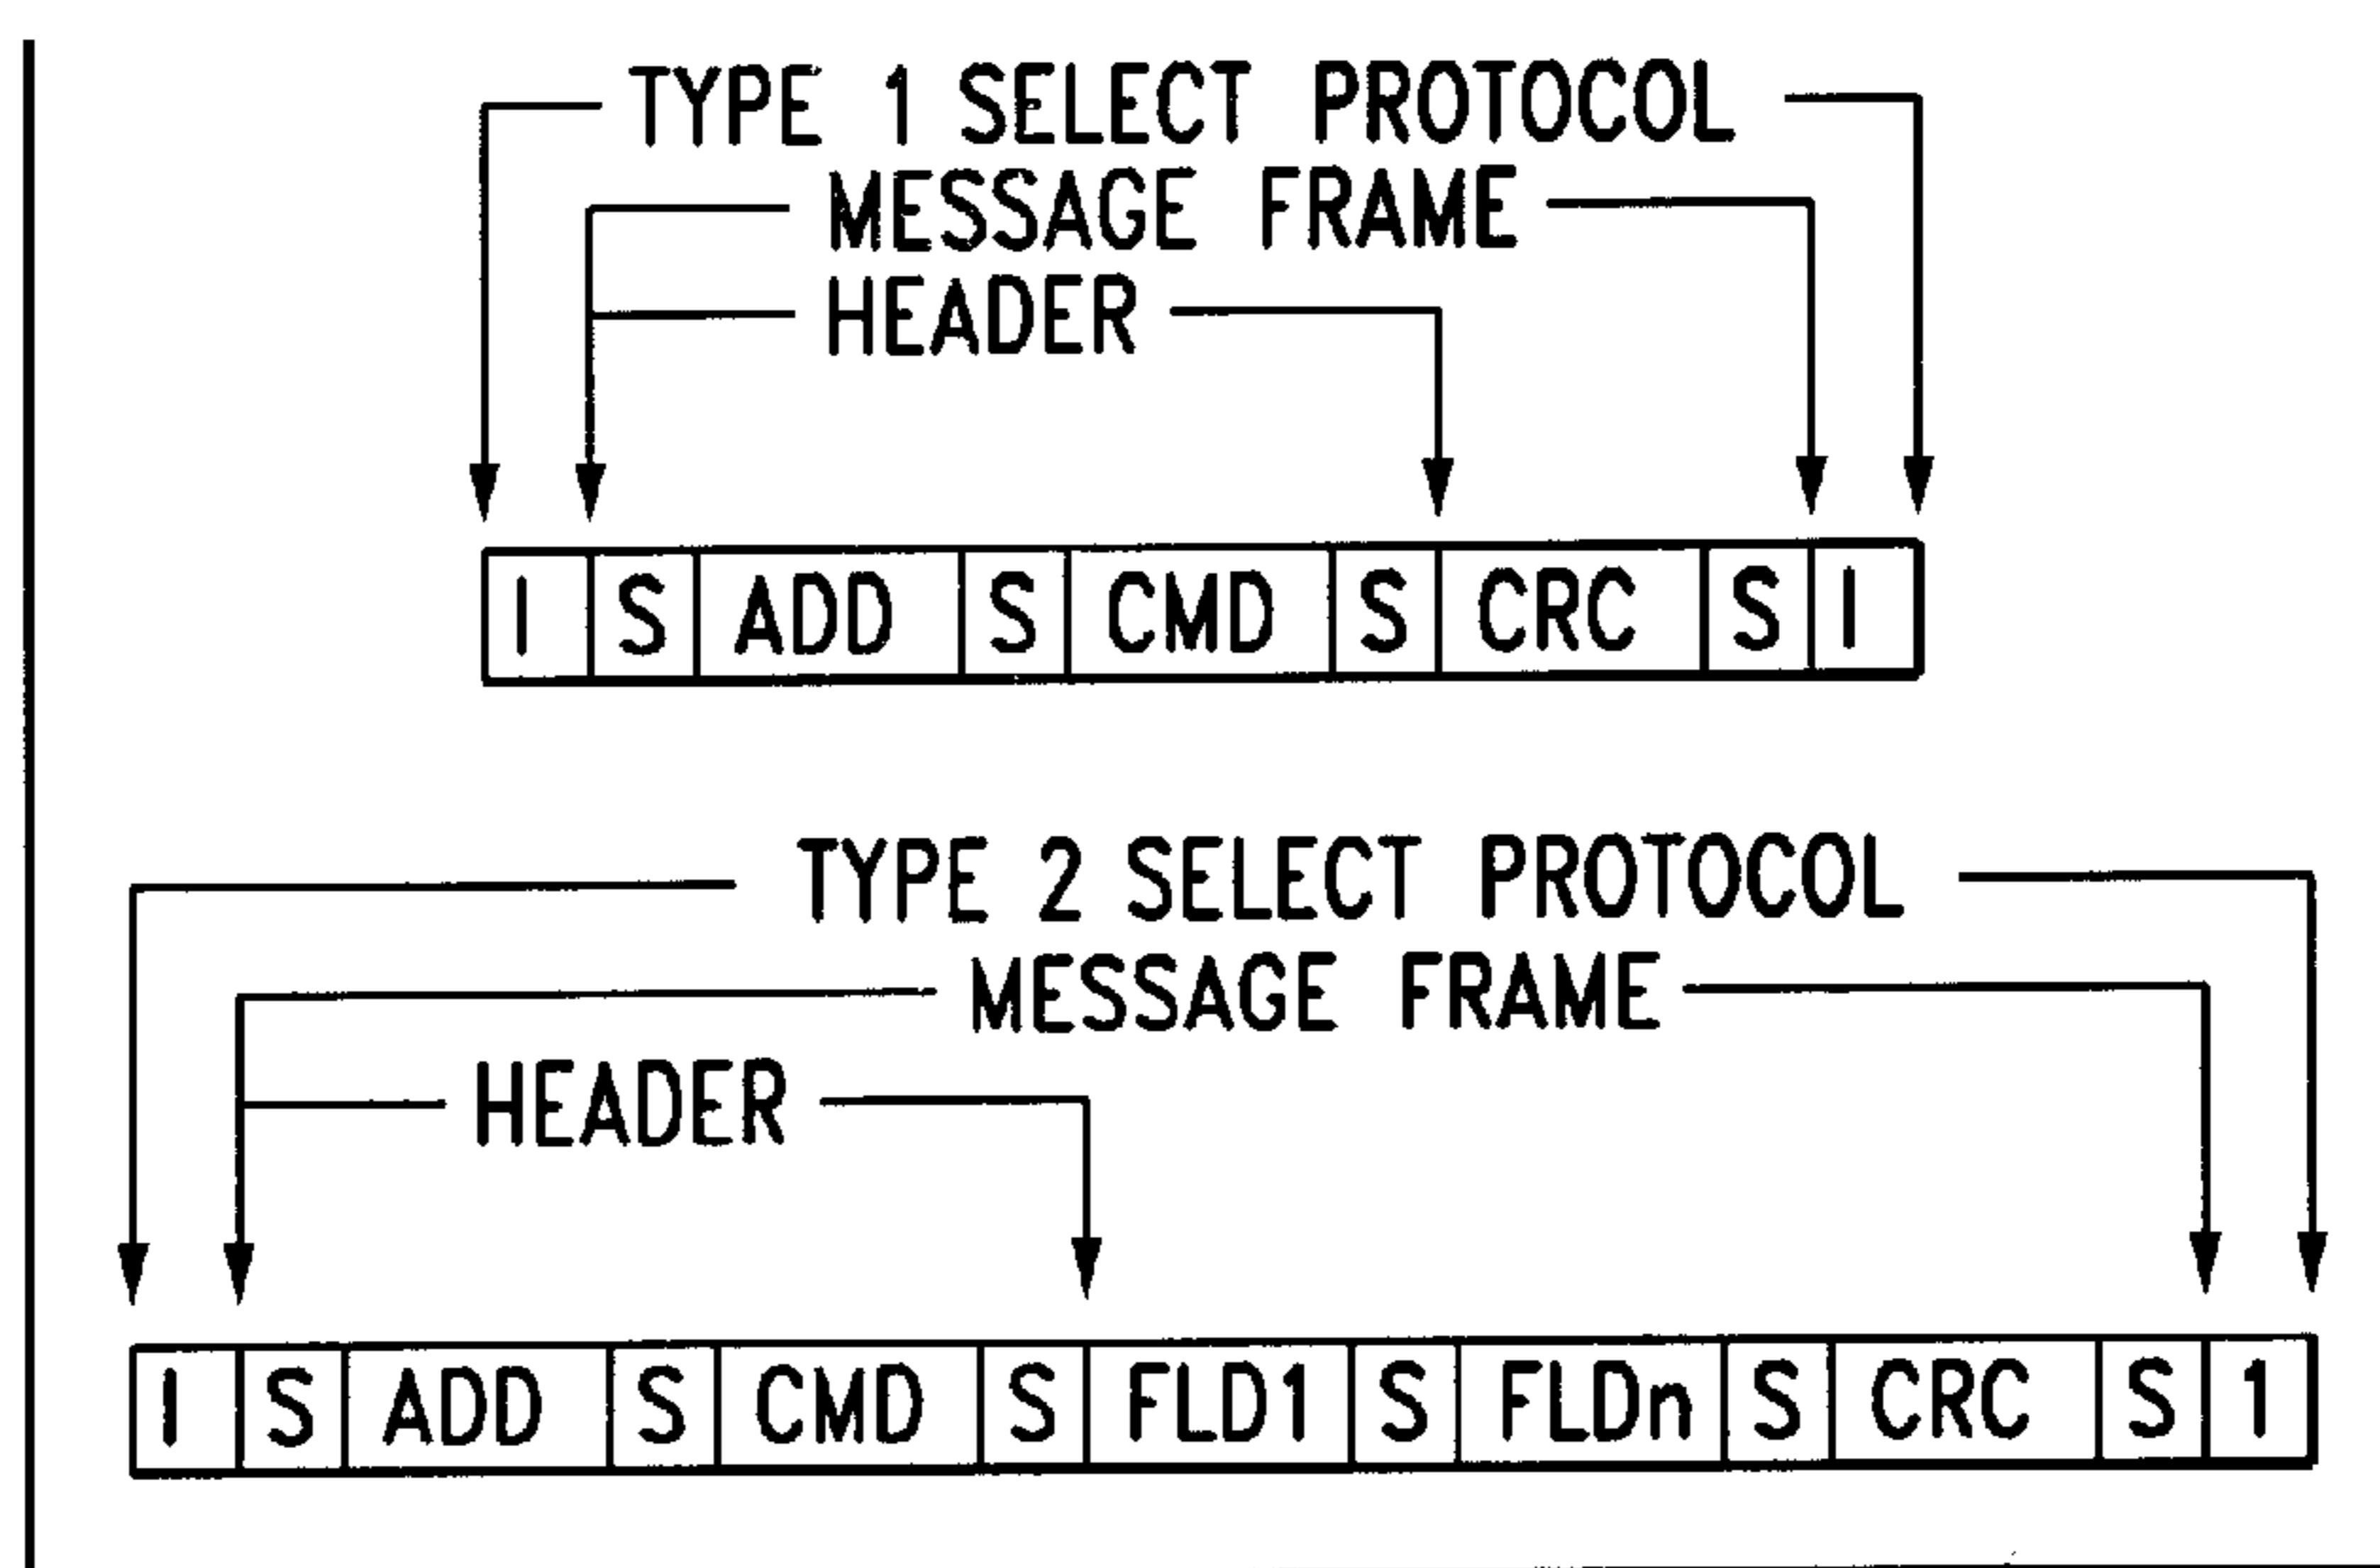 TYPE 1 SELECT PROTOCOL
MESSAGE FRAME
HEADER
I S ADD S CMD S CRC S I
TYPE 2 SELECT PROTOCOL
MESSAGE FRAME
HEADER
I S ADD S CMD S FLD1 S FLDn S CRC S 1